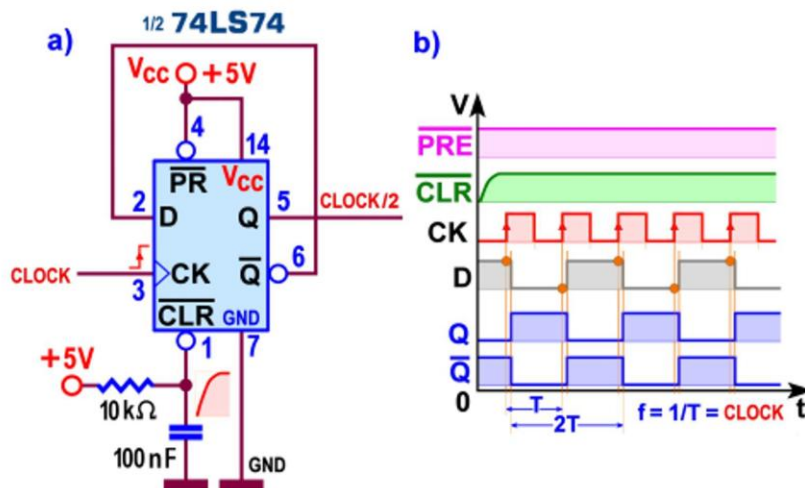 1/2 74LS74
a)
VCC +5V
4
14
PR VCC
2 D Q 5 CLOCK/2
Q 6
CLOCK 3 CK
CLR GND
1 7
+5V
10kΩ
100nF
GND
b)
V
PRE
CLR
CK
D
Q
Q
0
T
2T
f = 1/T = CLOCK
t